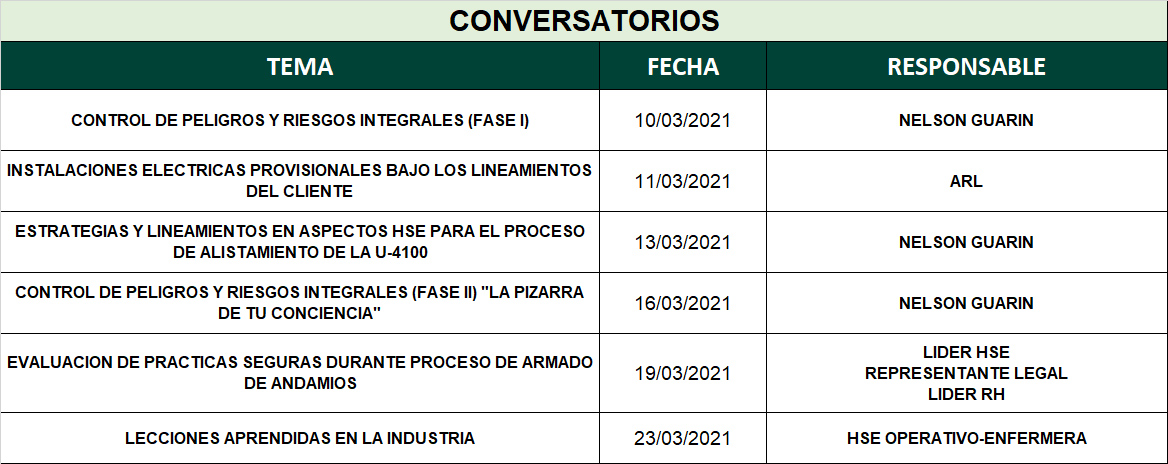 CONVERSATORIOS
TEMA FECHA RESPONSABLE
CONTROL DE PELIGROS Y RIESGOS INTEGRALES (FASE I) 10/03/2021 NELSON GUARIN
INSTALACIONES ELECTRICAS PROVISIONALES BAJO LOS LINEAMIENTOS
DEL CLIENTE
11/03/2021 ARL
ESTRATEGIAS Y LINEAMIENTOS EN ASPECTOS HSE PARA EL PROCESO
DE ALISTAMIENTO DE LA U-4100
13/03/2021 NELSON GUARIN
CONTROL DE PELIGROS Y RIESGOS INTEGRALES (FASE II) "LA PIZARRA
DE TU CONCIENCIA"
16/03/2021 NELSON GUARIN
EVALUACION DE PRACTICAS SEGURAS DURANTE PROCESO DE ARMADO
DE ANDAMIOS
19/03/2021
LIDER HSE
REPRESENTANTE LEGAL
LIDER RH
LECCIONES APRENDIDAS EN LA INDUSTRIA 23/03/2021 HSE OPERATIVO-ENFERMERA